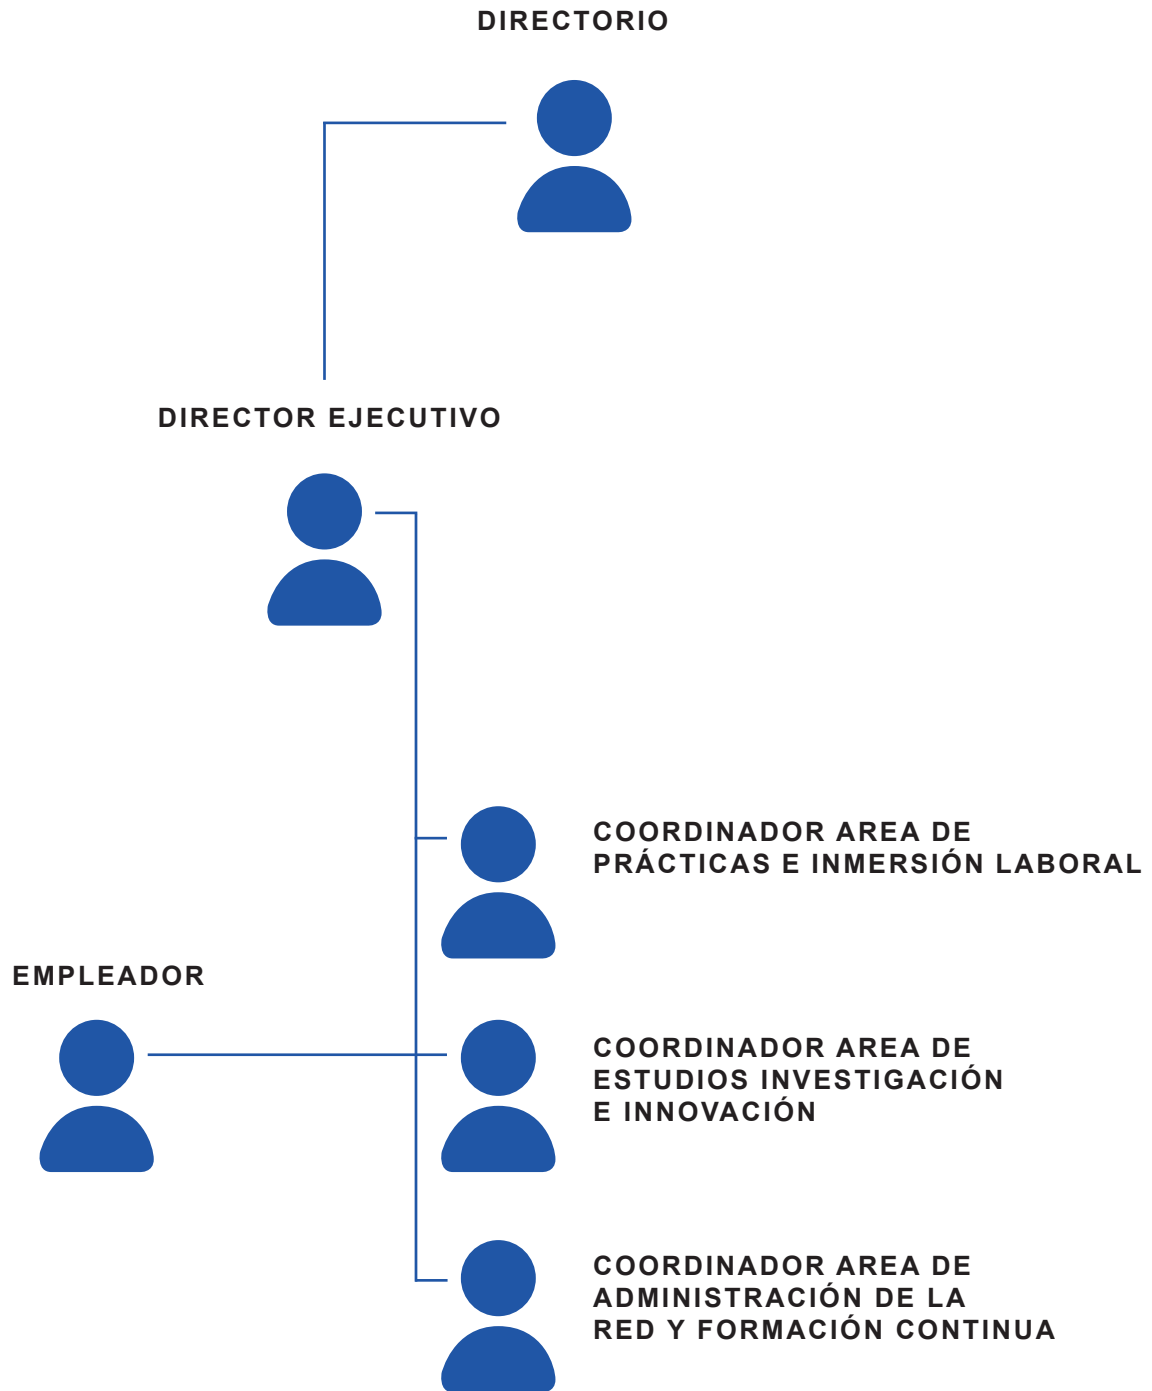 DIRECTORIO
DIRECTOR EJECUTIVO
COORDINADOR AREA DE
PRÁCTICAS E INMERSIÓN LABORAL
EMPLEADOR
COORDINADOR AREA DE
ESTUDIOS INVESTIGACIÓN
E INNOVACIÓN
COORDINADOR AREA DE
ADMINISTRACIÓN DE LA
RED Y FORMACIÓN CONTINUA